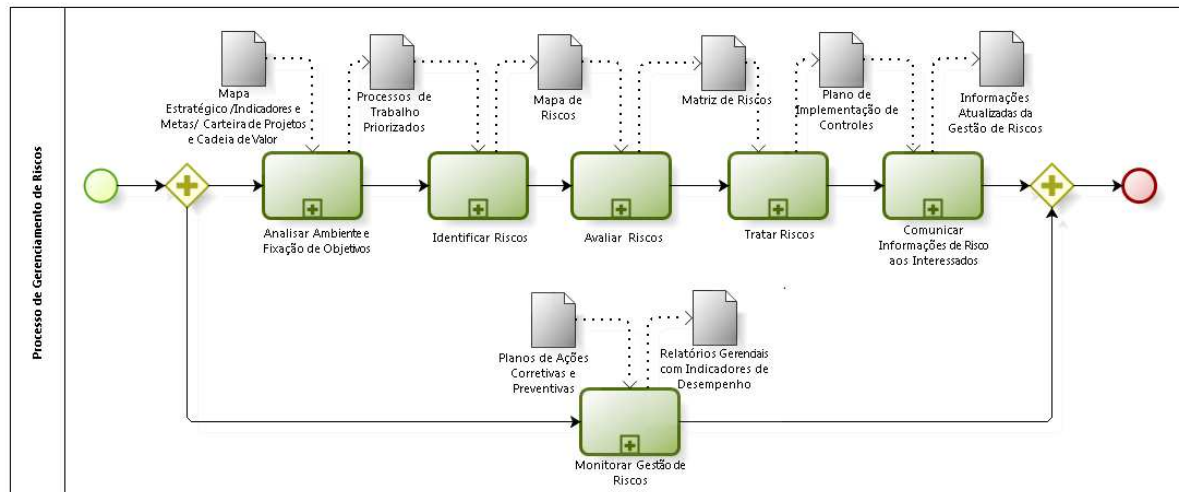 Processo de Gerenciamento de Riscos
Mapa
Estratégico /Indicadores e
Metas/ Carteira de Projetos
e Cadeia de Valor
Processos de
Trabalho
Priorizados
Mapa de
Riscos
Matriz de Riscos
Plano de
Implementação de
Controles
Informações
Atualizadas da
Gestão de Riscos
Analisar Ambiente e
Fixação de Objetivos
Identificar Riscos
Avaliar Riscos
Tratar Riscos
Comunicar
Informações de Risco
aos Interessados
Planos de Ações
Corretivas e
Preventivas
Relatórios Gerenciais
com Indicadores de
Desempenho
Monitorar Gestão de
Riscos